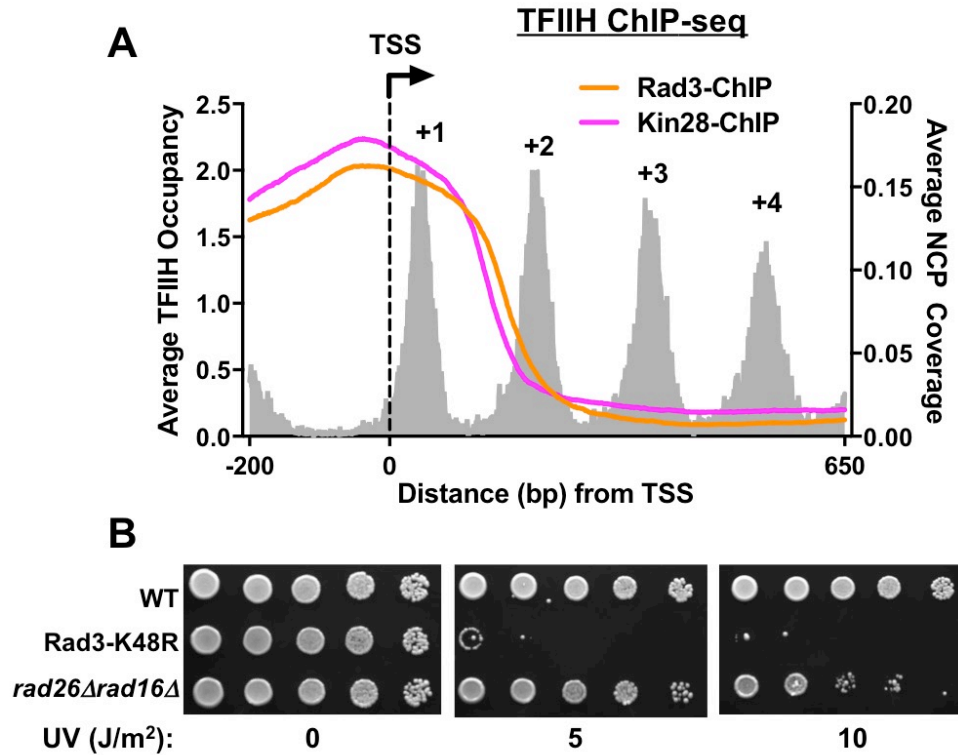 A
TFIIH ChIP-seq
TSS
Rad3-ChIP
Kin28-ChIP
2.5
2.0
1.5
1.0
0.5
0.0
Average TFIIH Occupancy
+1
+2
+3
+4
0.20
0.15
0.10
0.05
0.00
Average NCP Coverage
-200
0
650
Distance (bp) from TSS
B
WT
Rad3-K48R
rad26Δrad16Δ
UV (J/m²): 0 5 10